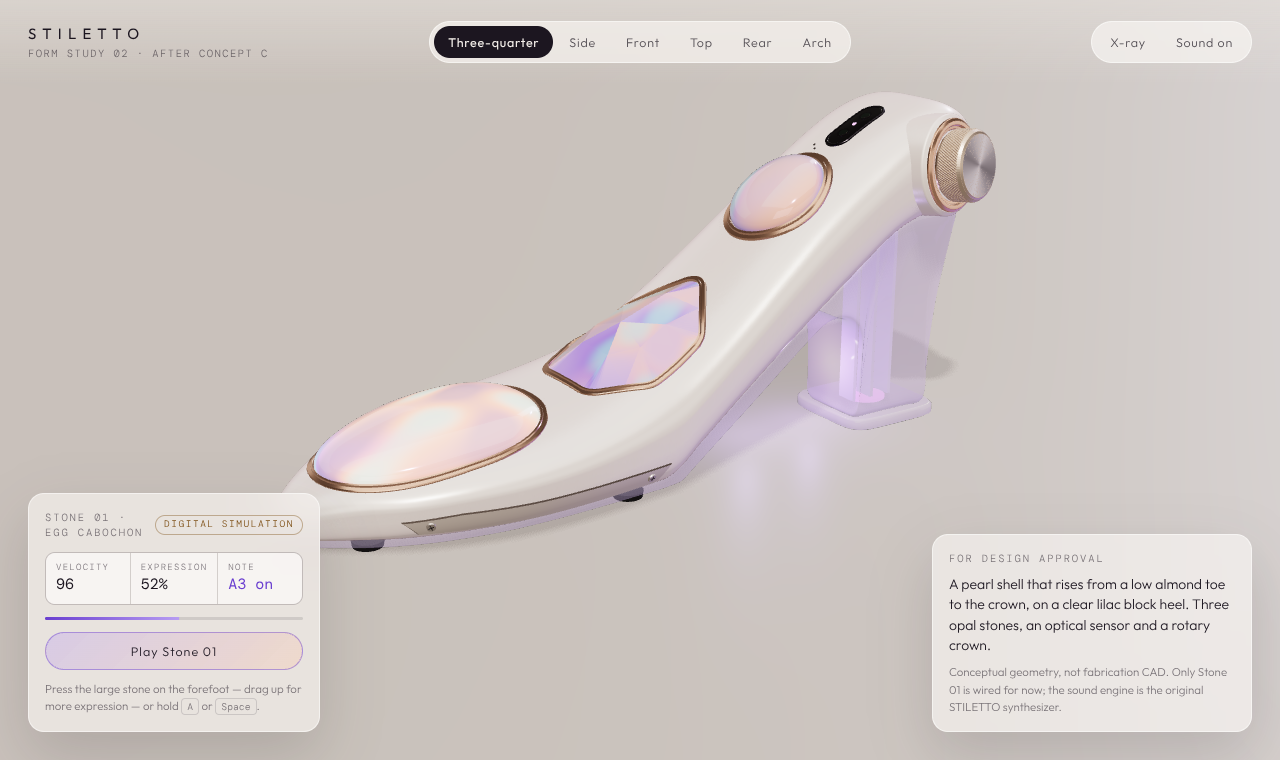 STILETTO
FORM STUDY 02 · AFTER CONCEPT C
Three-quarter
Side
Front
Top
Rear
Arch
X-ray
Sound on
STONE 01 ·
EGG CABOCHON
DIGITAL SIMULATION
VELOCITY
96
EXPRESSION
52%
NOTE
A3 on
Play Stone 01
Press the large stone on the forefoot — drag up for
more expression — or hold A or Space.
FOR DESIGN APPROVAL
A pearl shell that rises from a low almond toe
to the crown, on a clear lilac block heel. Three
opal stones, an optical sensor and a rotary
crown.
Conceptual geometry, not fabrication CAD. Only Stone
01 is wired for now; the sound engine is the original
STILETTO synthesizer.